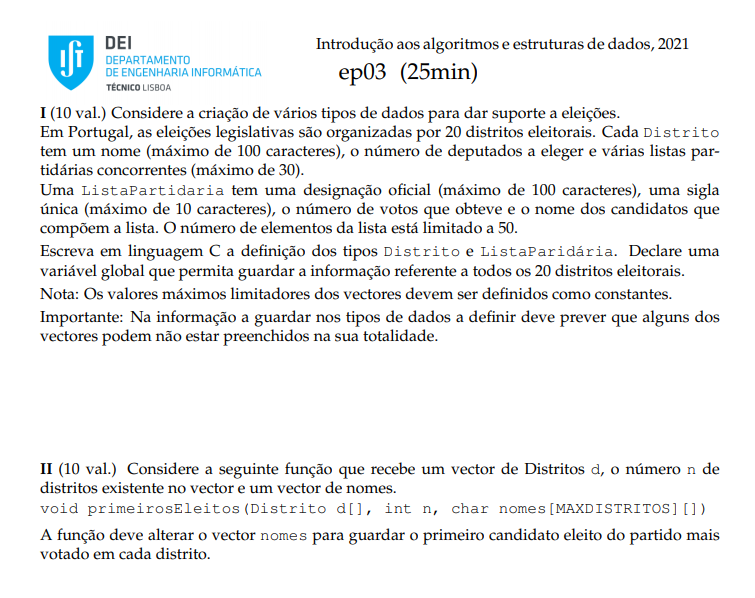 DEI
DEPARTAMENTO
DE ENGENHARIA INFORMÁTICA
TÉCNICO LISBOA
Introdução aos algoritmos e estruturas de dados, 2021
ep03 (25min)
I (10 val.) Considere a criação de vários tipos de dados para dar suporte a eleições.
Em Portugal, as eleições legislativas são organizadas por 20 distritos eleitorais. Cada Distrito
tem um nome (máximo de 100 caracteres), o número de deputados a eleger e várias listas par-
tidárias concorrentes (máximo de 30).
Uma ListaPartidaria tem uma designação oficial (máximo de 100 caracteres), uma sigla
única (máximo de 10 caracteres), o número de votos que obteve e o nome dos candidatos que
compõem a lista. O número de elementos da lista está limitado a 50.
Escreva em linguagem C a definição dos tipos Distrito e ListaParidária. Declare uma
variável global que permita guardar a informação referente a todos os 20 distritos eleitorais.
Nota: Os valores máximos limitadores dos vectores devem ser definidos como constantes.
Importante: Na informação a guardar nos tipos de dados a definir deve prever que alguns dos
vectores podem não estar preenchidos na sua totalidade.
II (10 val.) Considere a seguinte função que recebe um vector de Distritos d, o número n de
distritos existente no vector e um vector de nomes.
void primeirosEleitos(Distrito d[], int n, char nomes[MAXDISTRITOS][])
A função deve alterar o vector nomes para guardar o primeiro candidato eleito do partido mais
votado em cada distrito.